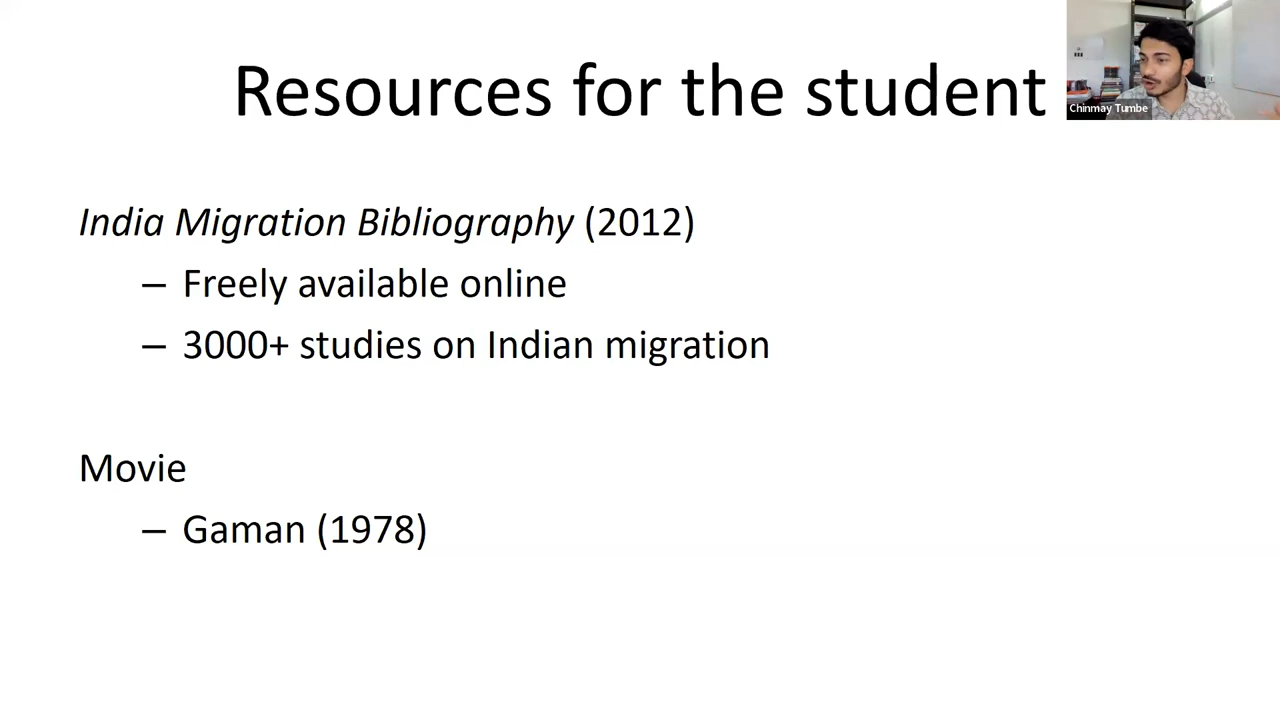 Resources for the student
Chinmay Tumbe
India Migration Bibliography (2012)
– Freely available online
– 3000+ studies on Indian migration
Movie
– Gaman (1978)